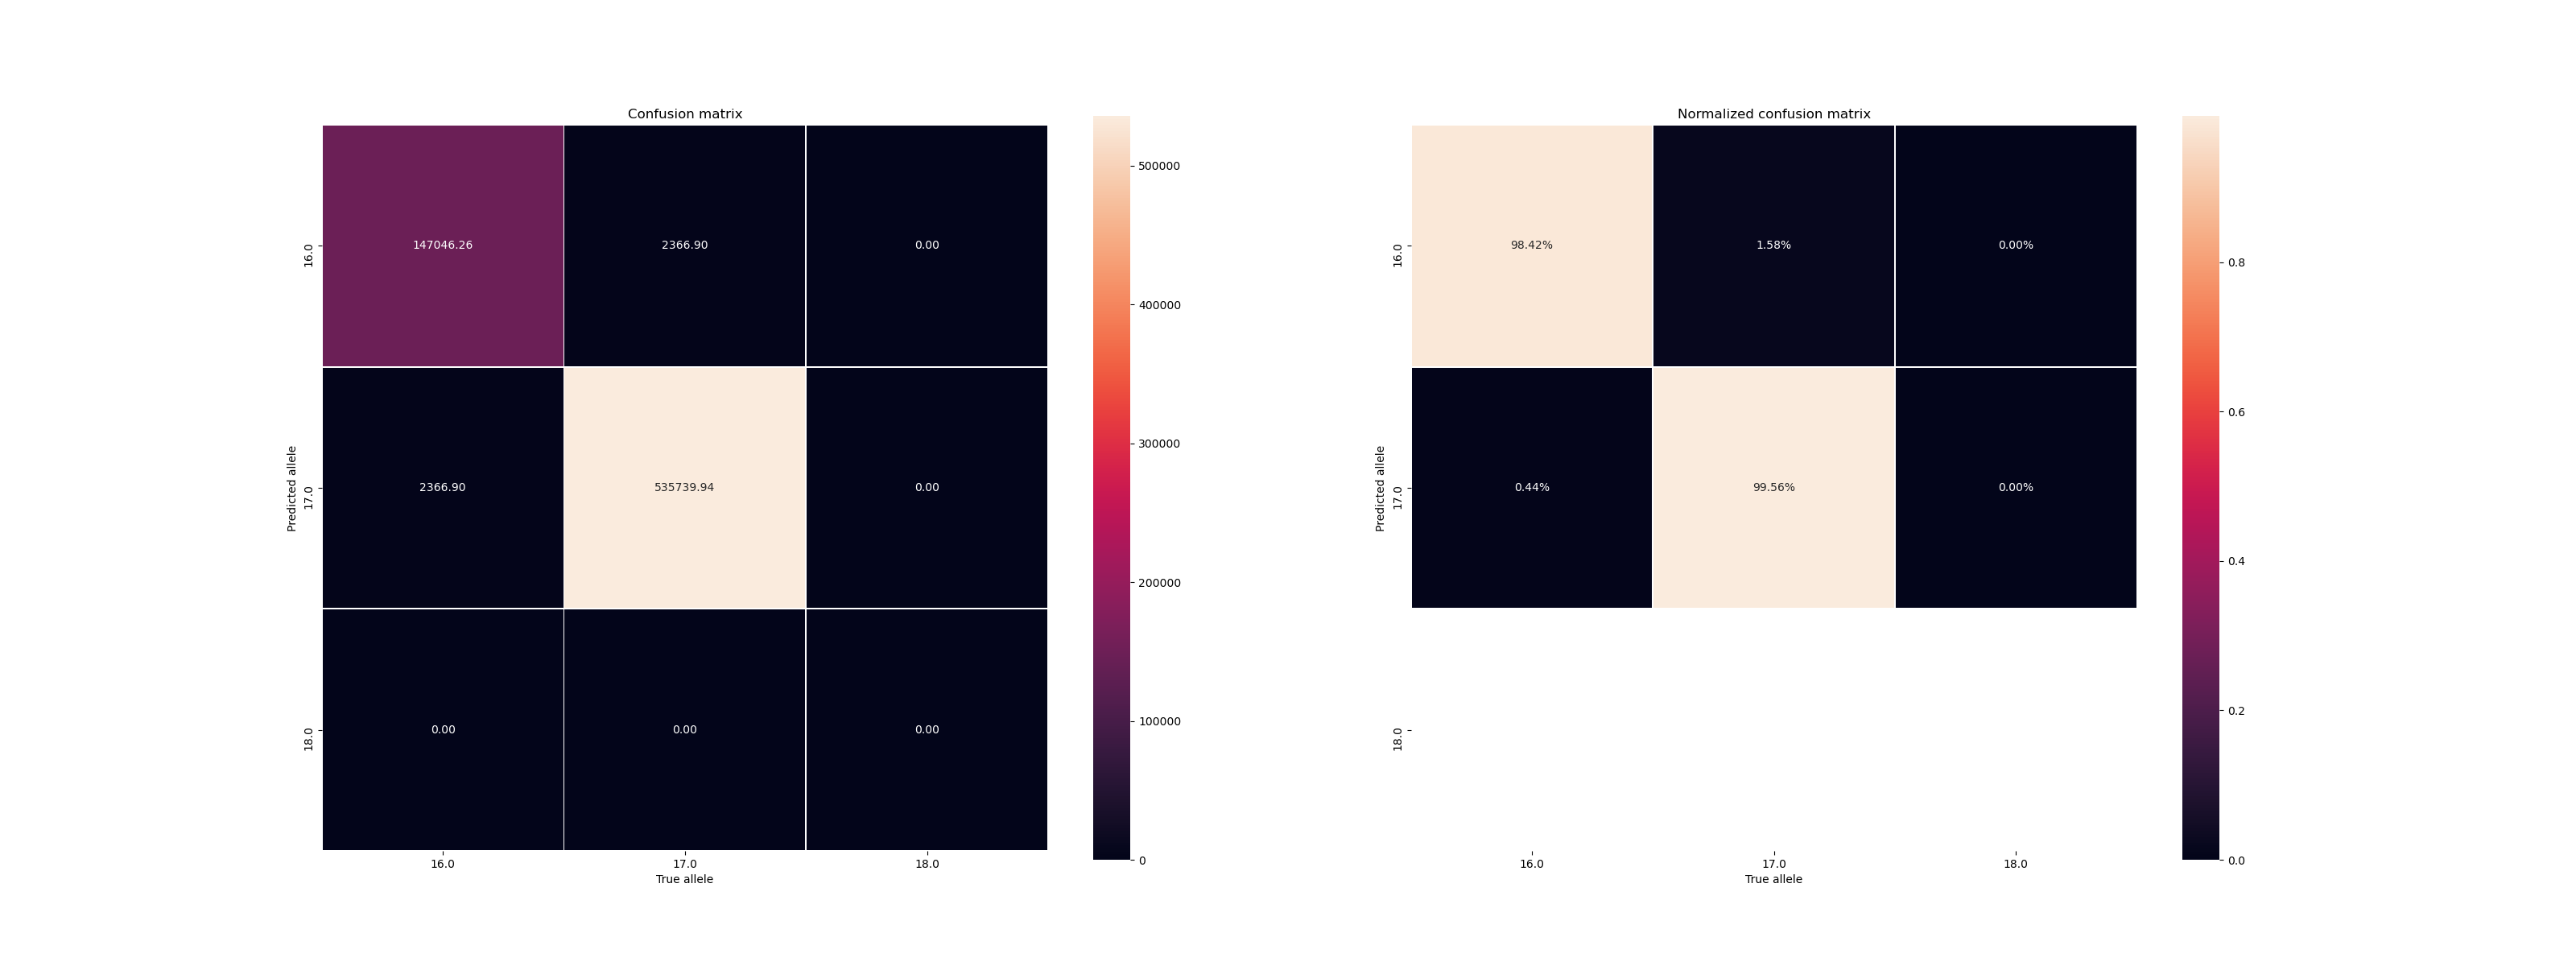 Confusion matrix
147046.26 2366.90 0.00
2366.90 535739.94 0.00
0.00 0.00 0.00
16.0
17.0
18.0
Predicted allele
16.0 17.0 18.0
True allele
500000
400000
300000
200000
100000
0
Normalized confusion matrix
98.42% 1.58% 0.00%
0.44% 99.56% 0.00%
16.0
17.0
18.0
Predicted allele
16.0 17.0 18.0
True allele
0.8
0.6
0.4
0.2
0.0